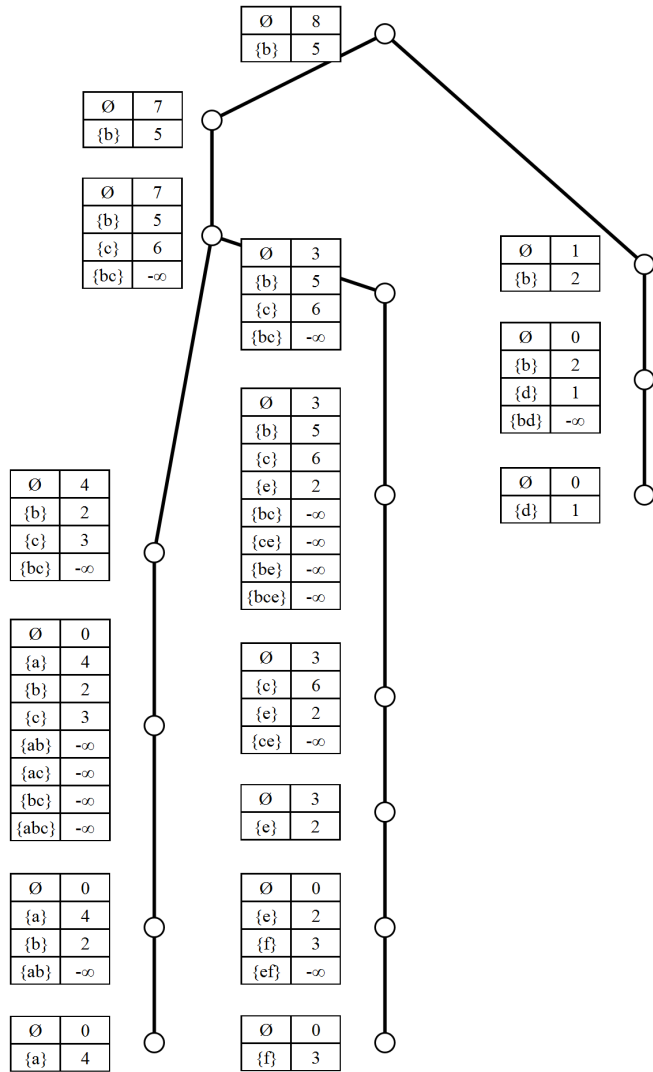 Ø 8
{b} 5
Ø 7
{b} 5
Ø 7
{b} 5
{c} 6
{bc} -∞
Ø 3
{b} 5
{c} 6
{bc} -∞
Ø 1
{b} 2
Ø 0
{b} 2
{d} 1
{bd} -∞
Ø 0
{d} 1
Ø 3
{b} 5
{c} 6
{e} 2
{bc} -∞
{ce} -∞
{be} -∞
{bce} -∞
Ø 4
{b} 2
{c} 3
{bc} -∞
Ø 0
{a} 4
{b} 2
{c} 3
{ab} -∞
{ac} -∞
{bc} -∞
{abc} -∞
Ø 3
{c} 6
{e} 2
{ce} -∞
Ø 3
{e} 2
Ø 0
{a} 4
{b} 2
{ab} -∞
Ø 0
{e} 2
{f} 3
{ef} -∞
Ø 0
{a} 4
Ø 0
{f} 3